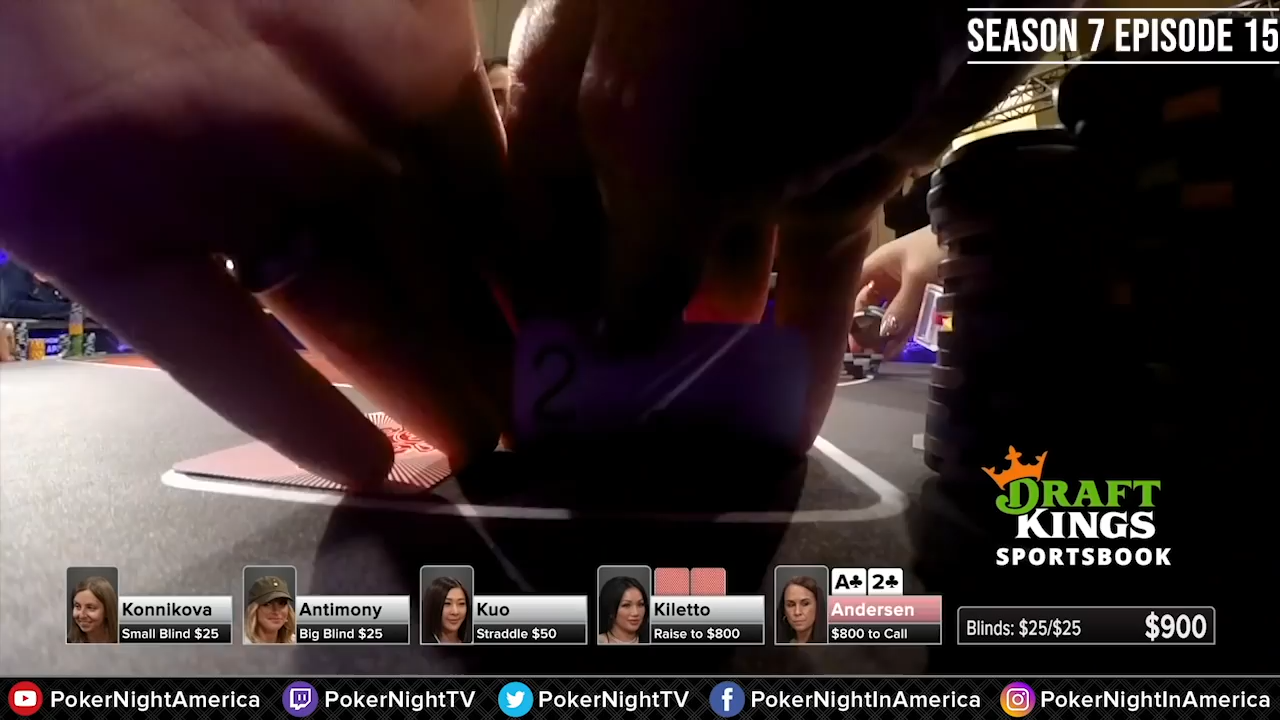 SEASON 7 EPISODE 15
2
DRAFT
KINGS
SPORTSBOOK
A♣ 2♣
Konnikova
Small Blind $25
Antimony
Big Blind $25
Kuo
Straddle $50
Kiletto
Raise to $800
Andersen
$800 to Call
Blinds: $25/$25 $900
PokerNightAmerica PokerNightTV PokerNightTV PokerNightInAmerica PokerNightInAmerica